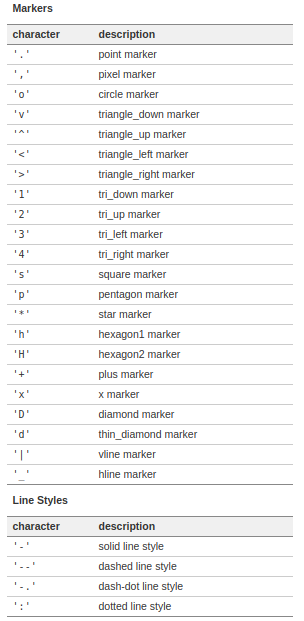 Markers
character description
'.' point marker
',' pixel marker
'o' circle marker
'v' triangle_down marker
'^' triangle_up marker
'<' triangle_left marker
'>' triangle_right marker
'1' tri_down marker
'2' tri_up marker
'3' tri_left marker
'4' tri_right marker
's' square marker
'p' pentagon marker
'*' star marker
'h' hexagon1 marker
'H' hexagon2 marker
'+' plus marker
'x' x marker
'D' diamond marker
'd' thin_diamond marker
'|' vline marker
'_' hline marker
Line Styles
character description
'-' solid line style
'--' dashed line style
'-.' dash-dot line style
':' dotted line style